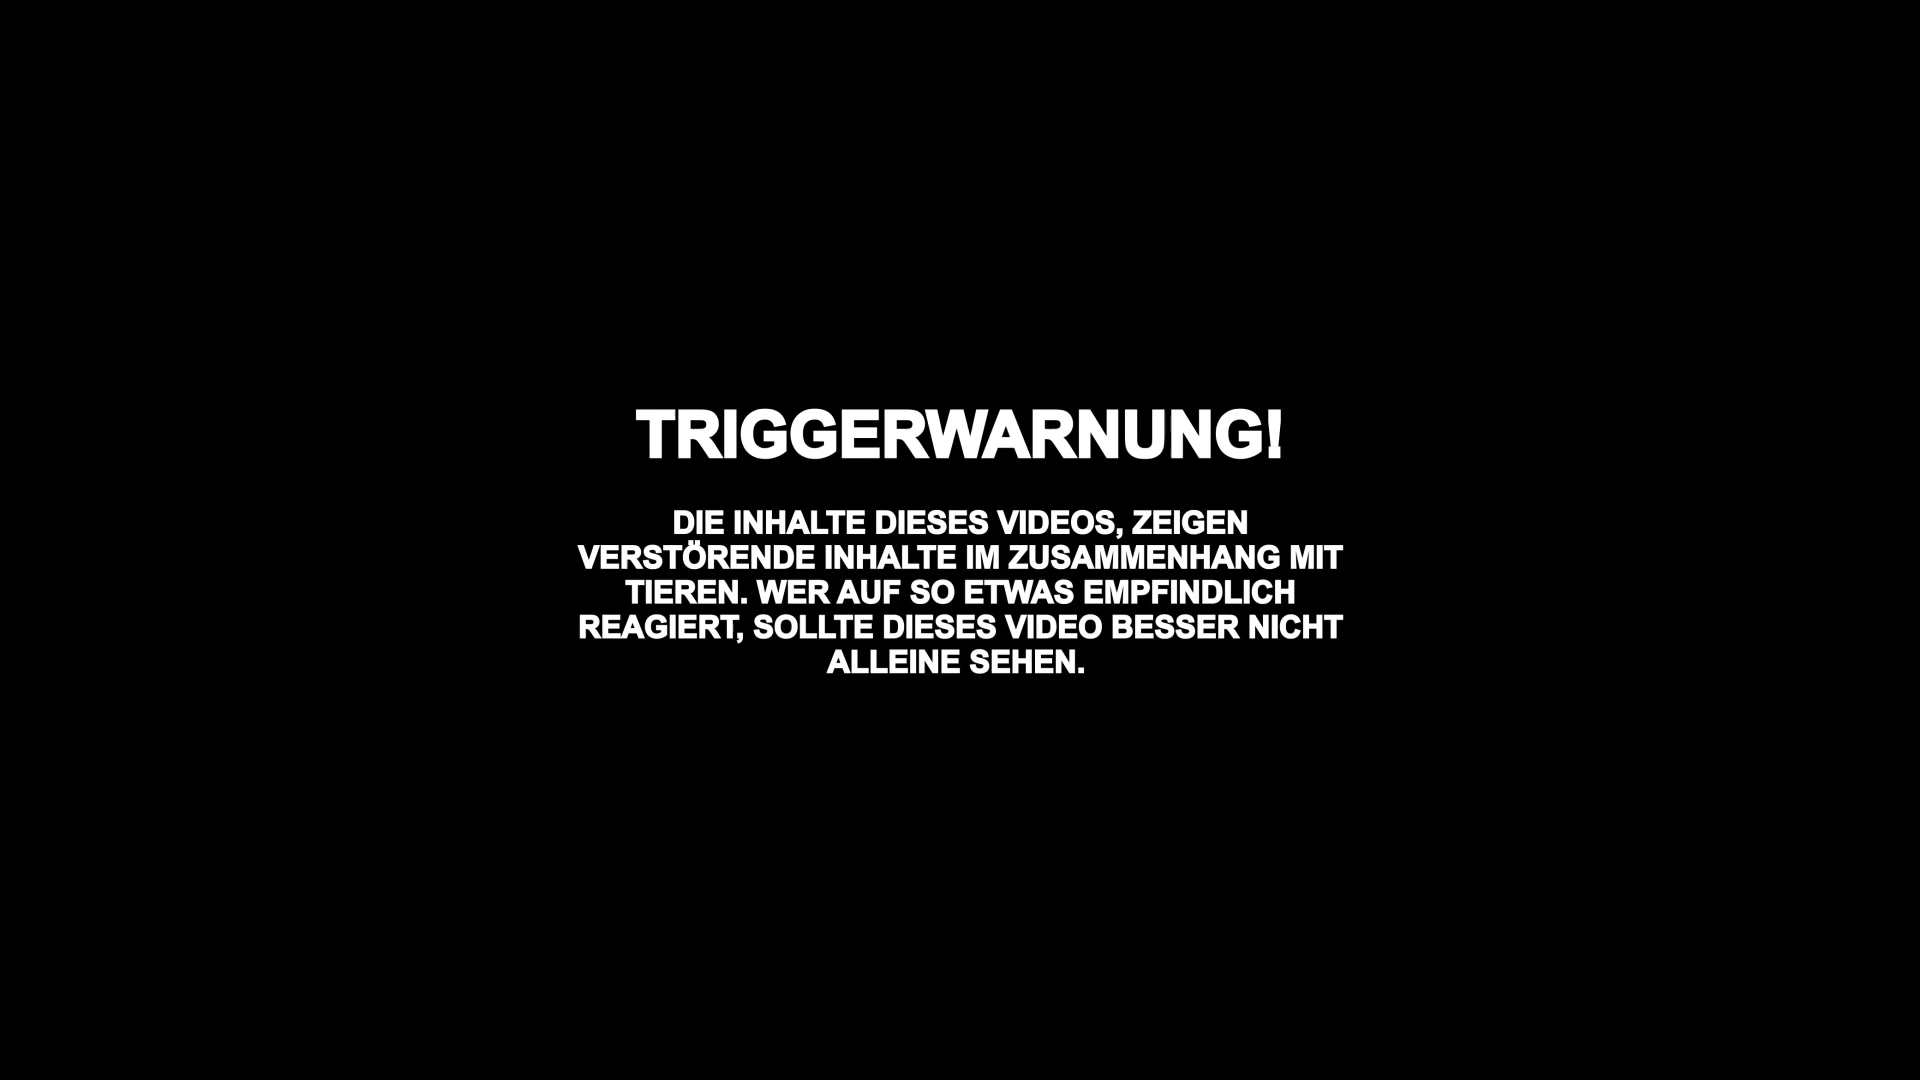 TRIGGERWARNUNG!
DIE INHALTE DIESES VIDEOS, ZEIGEN
VERSTÖRENDE INHALTE IM ZUSAMMENHANG MIT
TIEREN. WER AUF SO ETWAS EMPFINDLICH
REAGIERT, SOLLTE DIESES VIDEO BESSER NICHT
ALLEINE SEHEN.